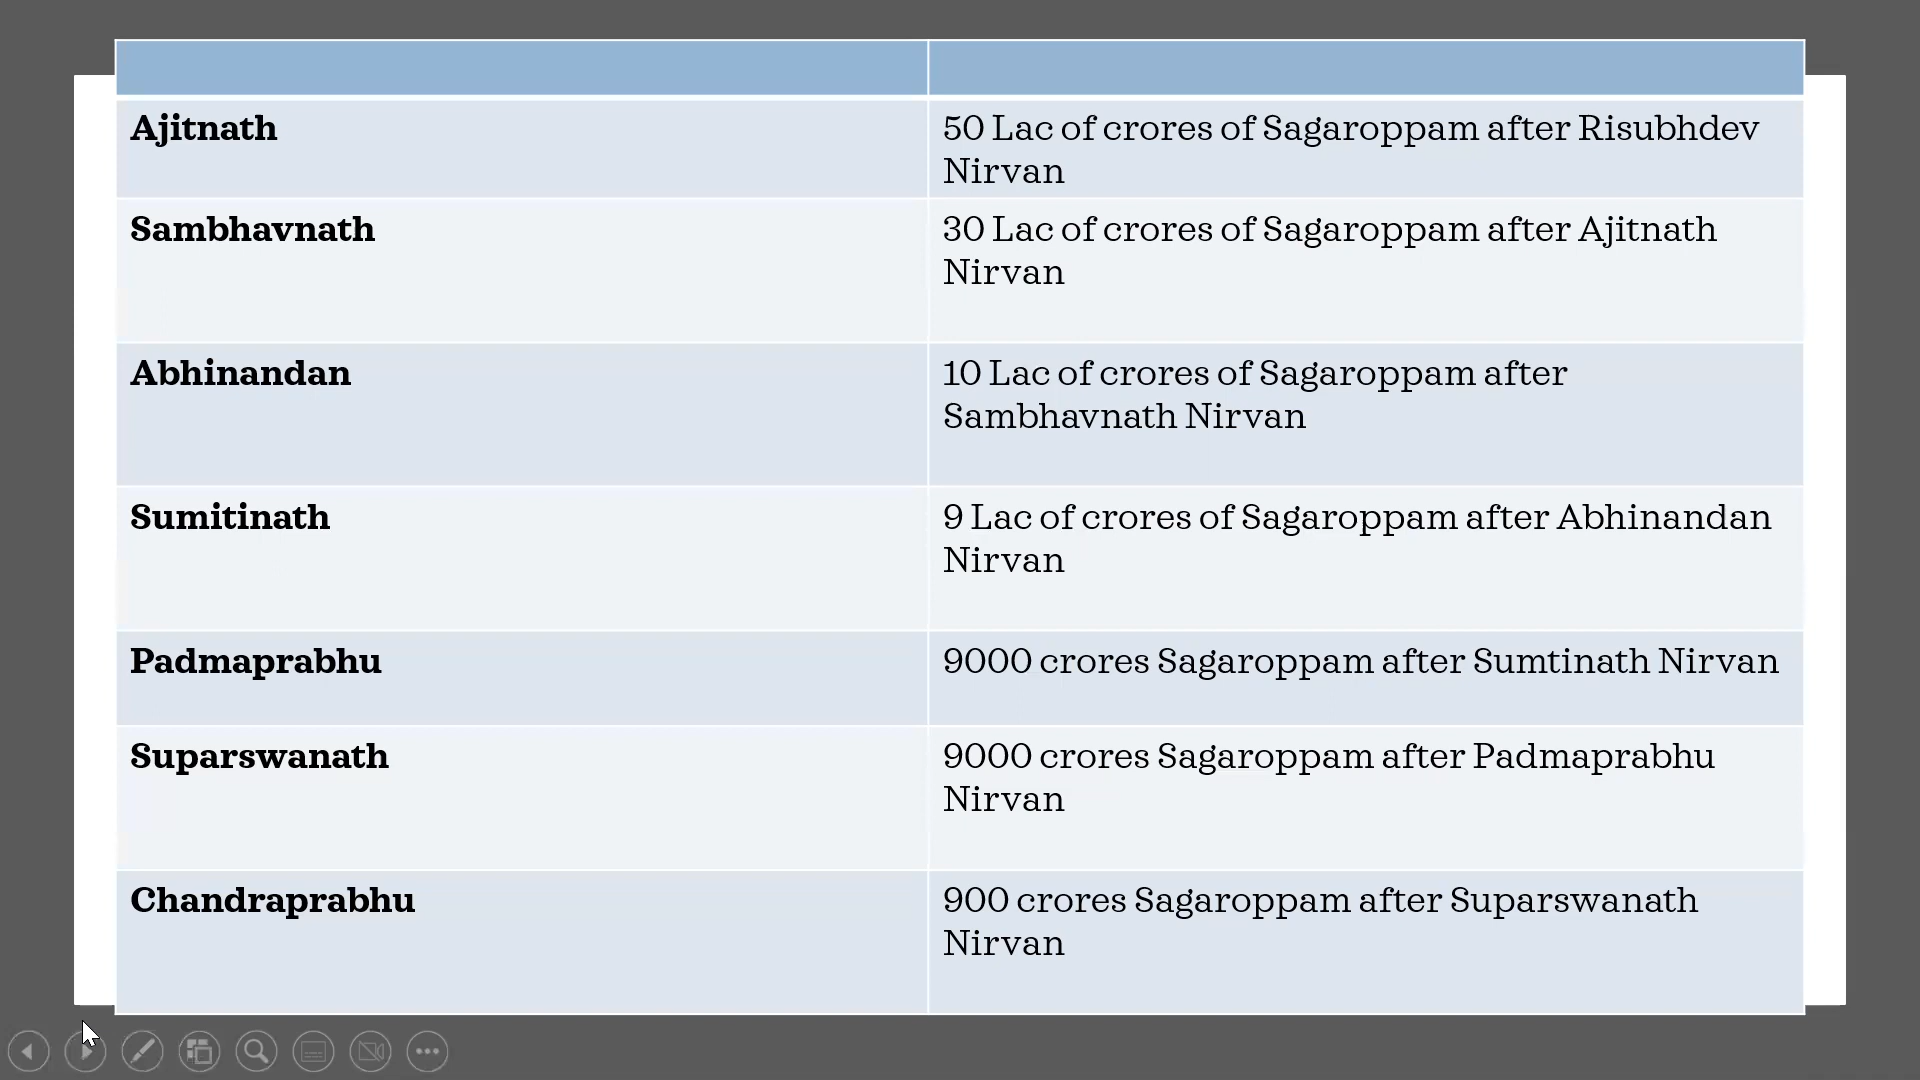 Ajitnath
50 Lac of crores of Sagaroppam after Risubhdev
Nirvan
Sambhavnath
30 Lac of crores of Sagaroppam after Ajitnath
Nirvan
Abhinandan
10 Lac of crores of Sagaroppam after
Sambhavnath Nirvan
Sumitinath
9 Lac of crores of Sagaroppam after Abhinandan
Nirvan
Padmaprabhu
9000 crores Sagaroppam after Sumtinath Nirvan
Suparswanath
9000 crores Sagaroppam after Padmaprabhu
Nirvan
Chandraprabhu
900 crores Sagaroppam after Suparswanath
Nirvan